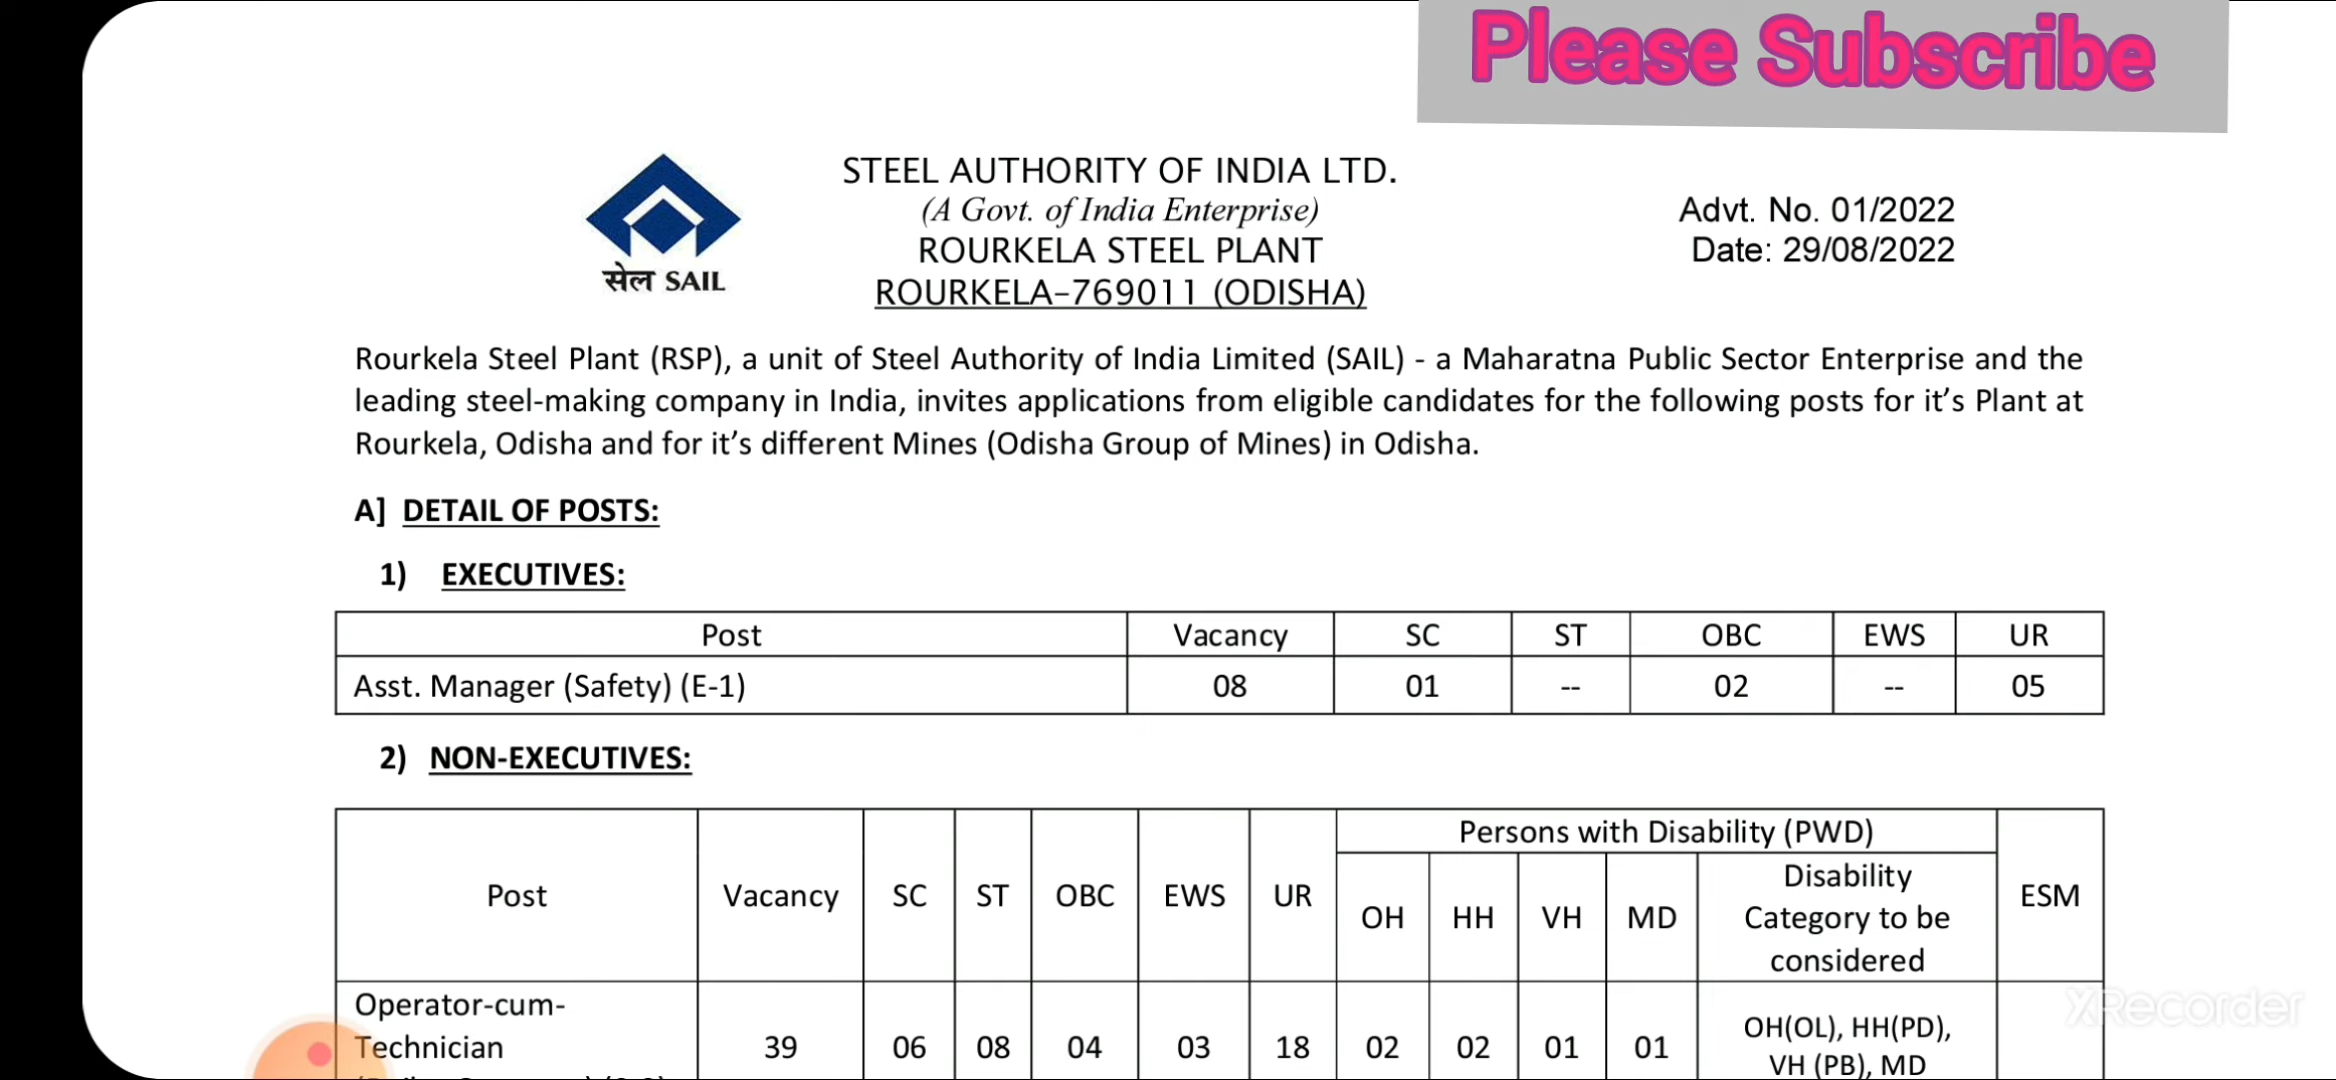 Please Subscribe
STEEL AUTHORITY OF INDIA LTD.
(A Govt. of India Enterprise)
ROURKELA STEEL PLANT
ROURKELA-769011 (ODISHA)
Advt. No. 01/2022
Date: 29/08/2022
सेल SAIL
Rourkela Steel Plant (RSP), a unit of Steel Authority of India Limited (SAIL) - a Maharatna Public Sector Enterprise and the
leading steel-making company in India, invites applications from eligible candidates for the following posts for it's Plant at
Rourkela, Odisha and for it's different Mines (Odisha Group of Mines) in Odisha.
A] DETAIL OF POSTS:
1) EXECUTIVES:
Post Vacancy SC ST OBC EWS UR
Asst. Manager (Safety) (E-1) 08 01 -- 02 -- 05
2) NON-EXECUTIVES:
Persons with Disability (PWD)
Post Vacancy SC ST OBC EWS UR OH HH VH MD ESM
Disability
Category to be
considered
Operator-cum-
Technician 39 06 08 04 03 18 02 02 01 01
OH(OL), HH(PD),
VH (PB), MD
XRecorder